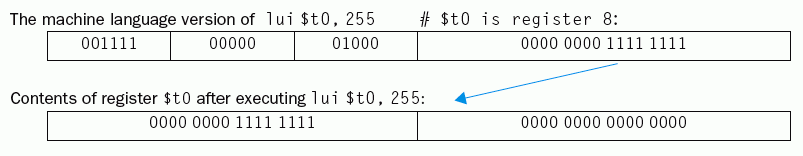 The machine language version of lui $t0, 255 # $t0 is register 8:
001111 00000 01000 0000 0000 1111 1111
Contents of register $t0 after executing lui $t0, 255:
0000 0000 1111 1111 0000 0000 0000 0000